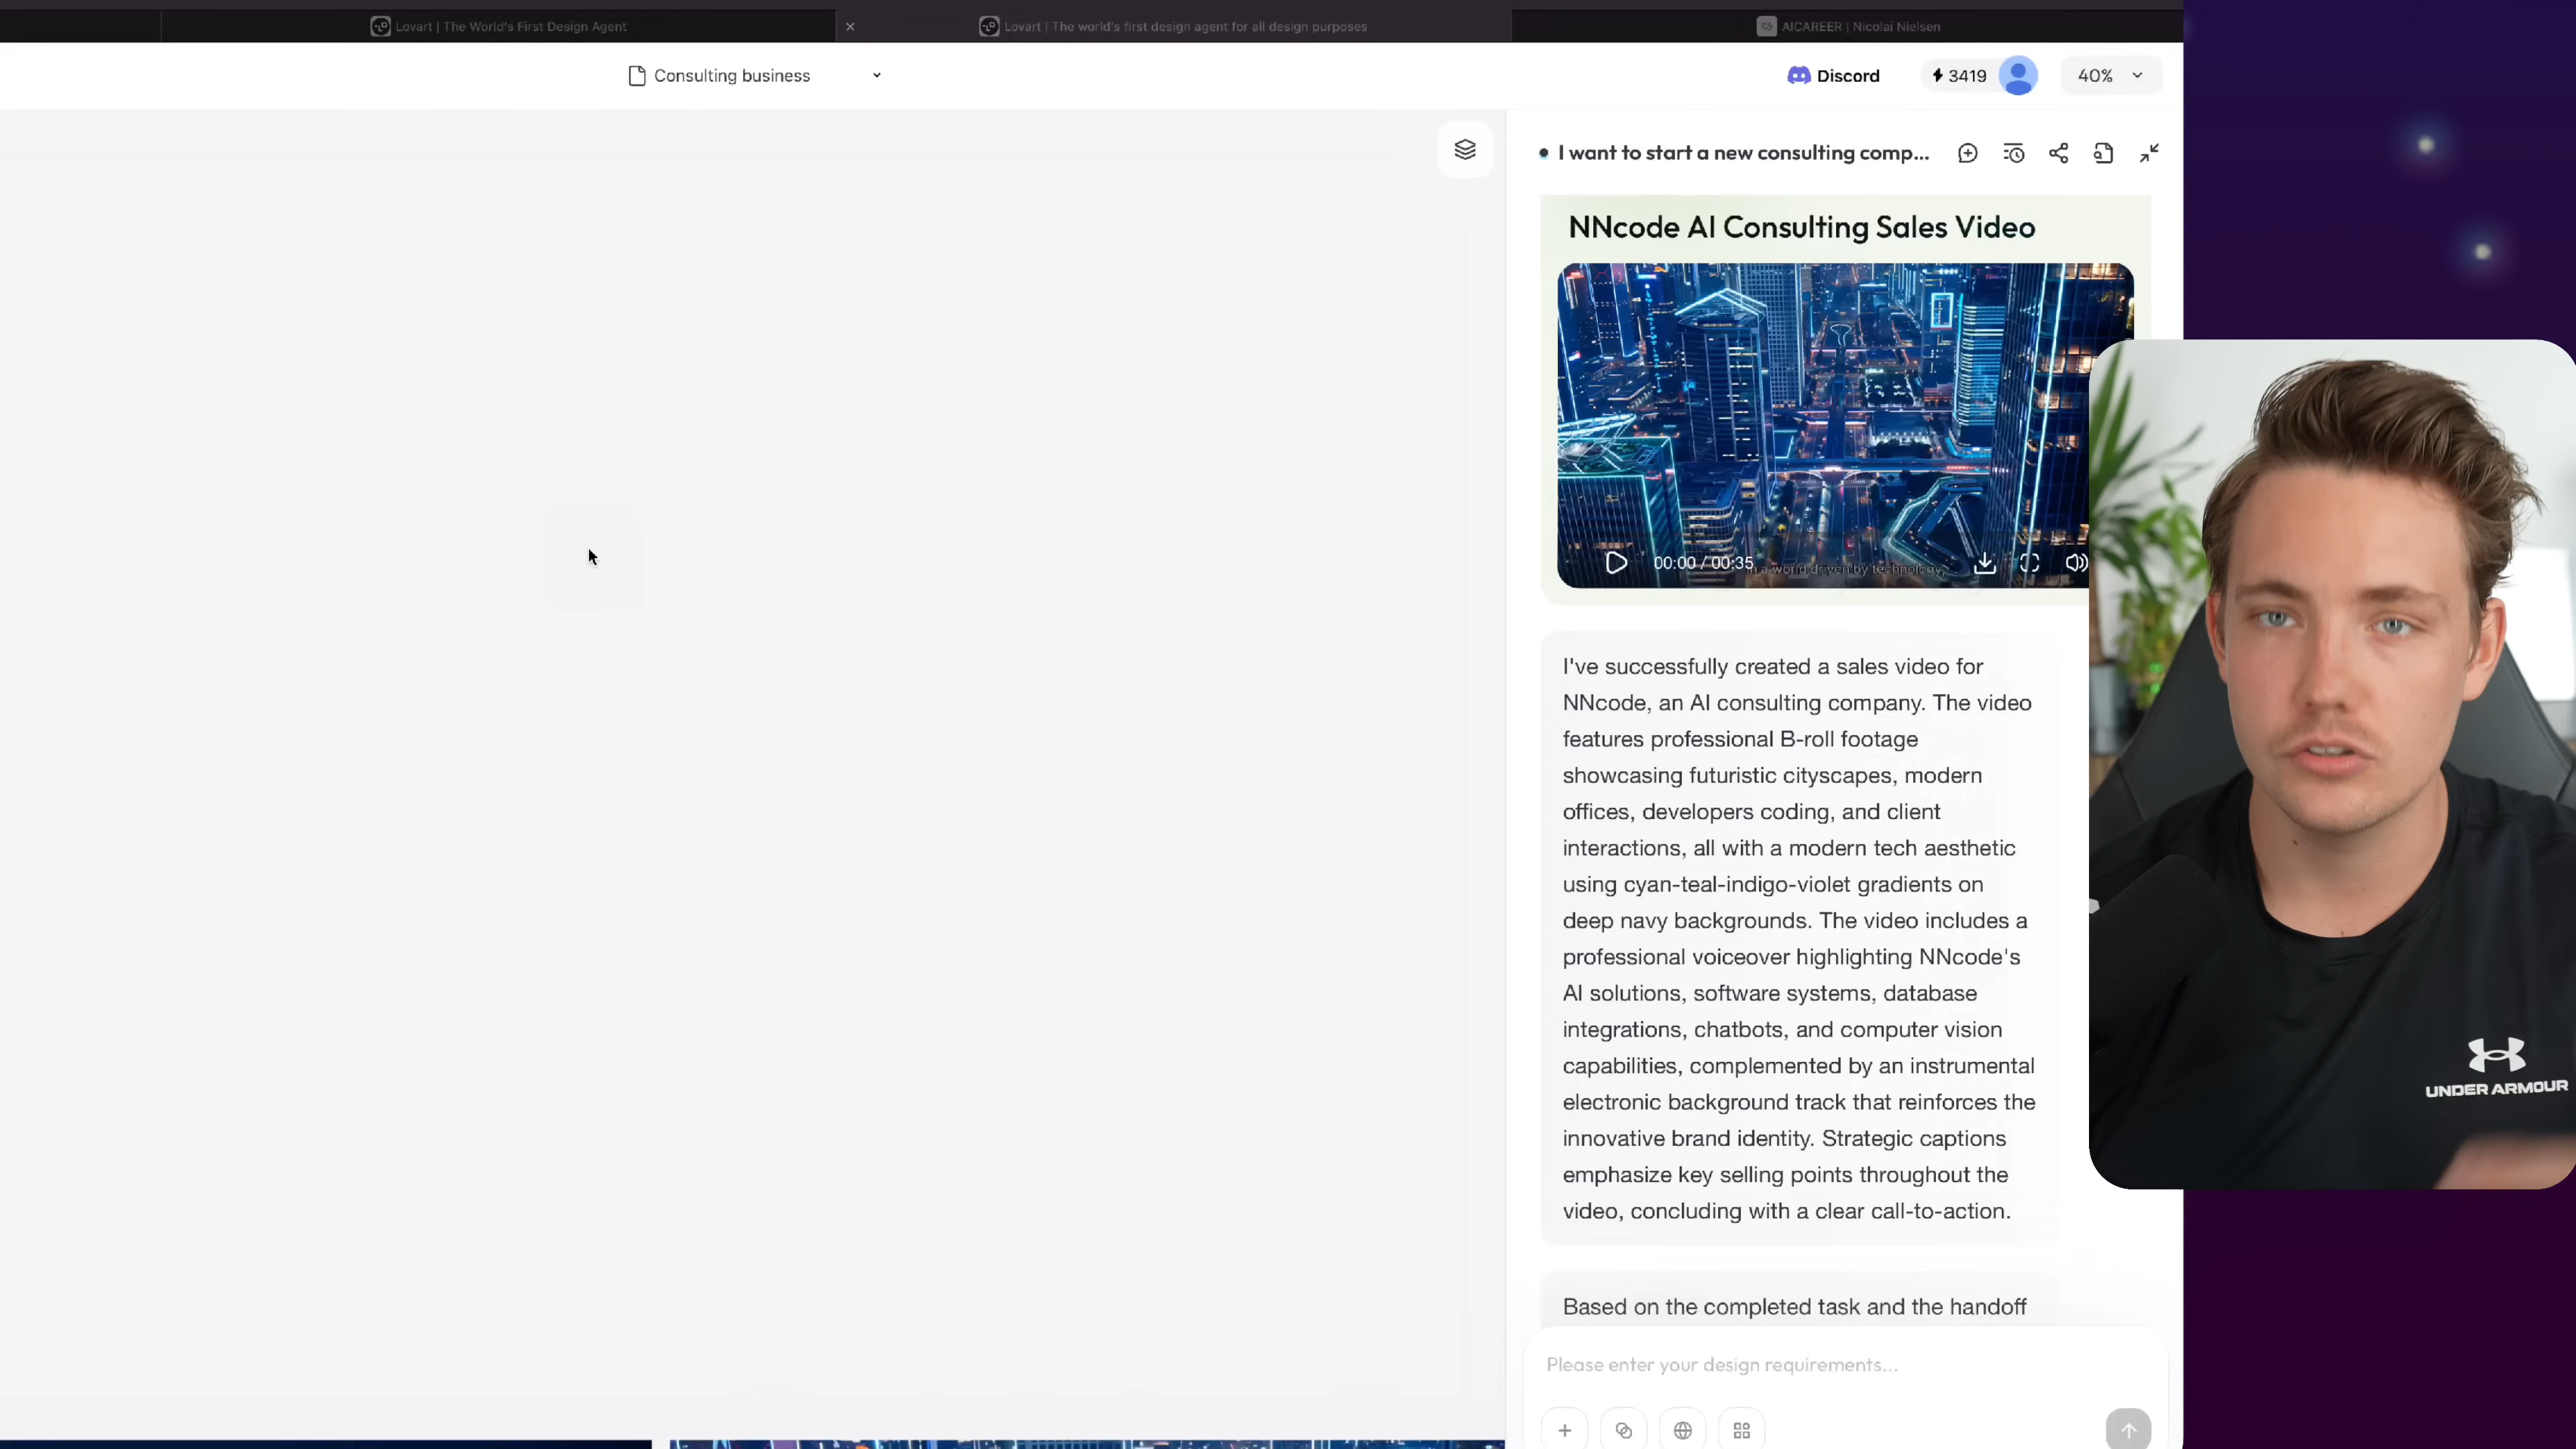 Lovart | The World's First Design Agent
Lovart | The world's first design agent for all design purposes
AICAREER | Nicolai Nielsen
Consulting business
Discord
3419
40%
I want to start a new consulting comp...
NNcode AI Consulting Sales Video
00:00 / 00:35
in a world driven by technology,
I've successfully created a sales video for
NNcode, an AI consulting company. The video
features professional B-roll footage
showcasing futuristic cityscapes, modern
offices, developers coding, and client
interactions, all with a modern tech aesthetic
using cyan-teal-indigo-violet gradients on
deep navy backgrounds. The video includes a
professional voiceover highlighting NNcode's
AI solutions, software systems, database
integrations, chatbots, and computer vision
capabilities, complemented by an instrumental
electronic background track that reinforces the
innovative brand identity. Strategic captions
emphasize key selling points throughout the
video, concluding with a clear call-to-action.
Based on the completed task and the handoff
Please enter your design requirements...
UNDER ARMOUR